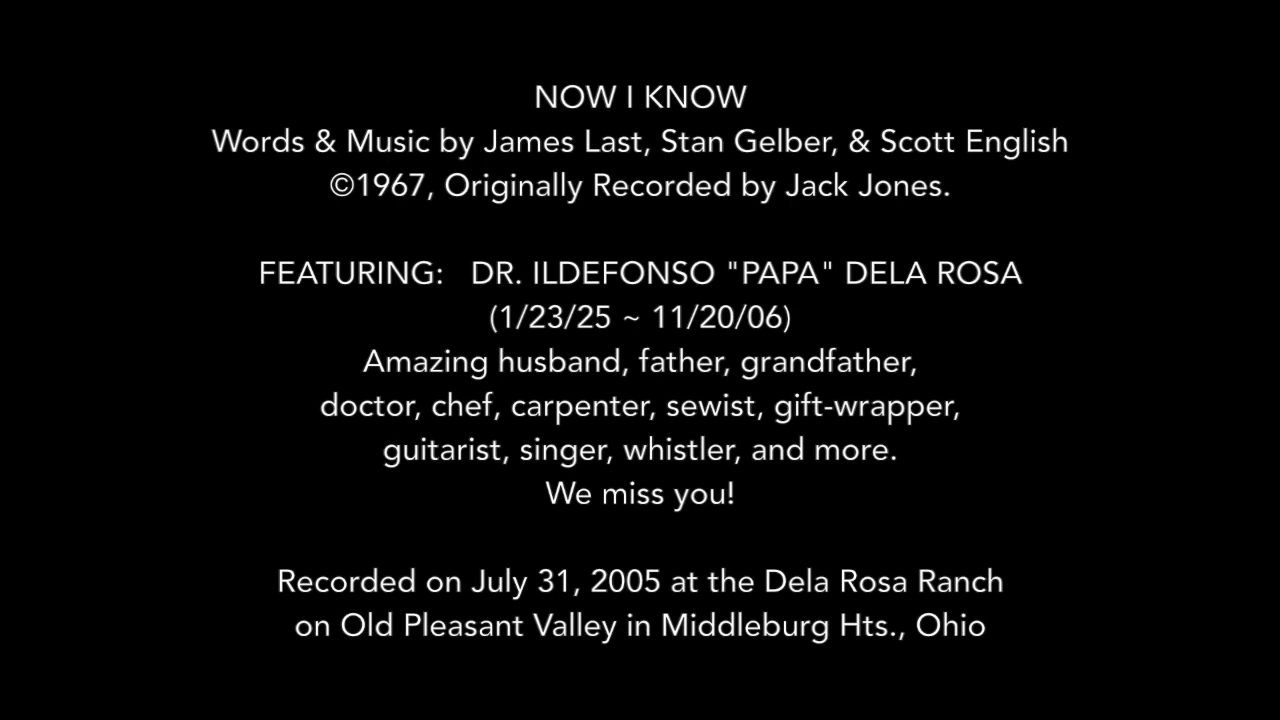 NOW I KNOW
Words & Music by James Last, Stan Gelber, & Scott English
©1967, Originally Recorded by Jack Jones.
FEATURING: DR. ILDEFONSO "PAPA" DELA ROSA
(1/23/25 ~ 11/20/06)
Amazing husband, father, grandfather,
doctor, chef, carpenter, sewist, gift-wrapper,
guitarist, singer, whistler, and more.
We miss you!
Recorded on July 31, 2005 at the Dela Rosa Ranch
on Old Pleasant Valley in Middleburg Hts., Ohio